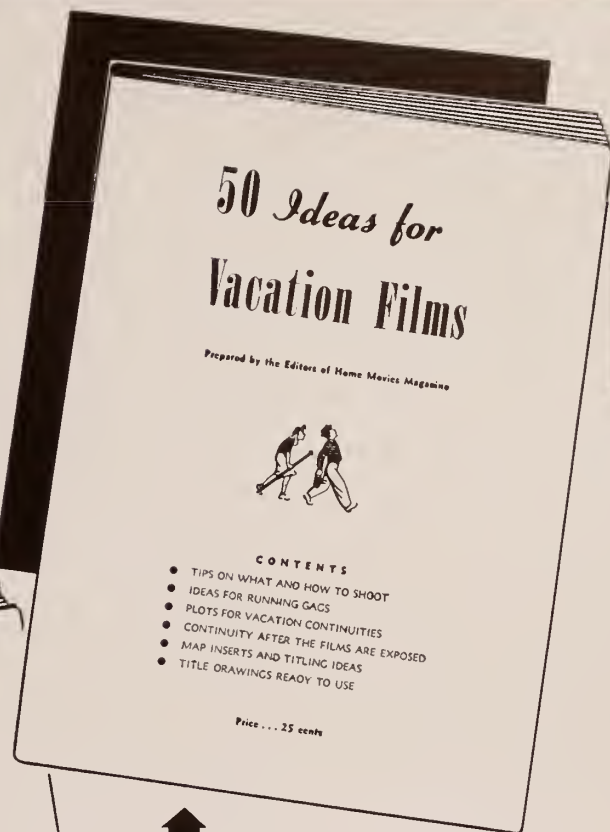 50 Ideas for
Vacation Films
Prepared by the Editors of Home Movies Magazine
CONTENTS
● TIPS ON WHAT AND HOW TO SHOOT
● IDEAS FOR RUNNING GAGS
● PLOTS FOR VACATION CONTINUITIES
● CONTINUITY AFTER THE FILMS ARE EXPOSED
● MAP INSERTS AND TITLING IDEAS
● TITLE DRAWINGS READY TO USE
Price . . . 25 cents